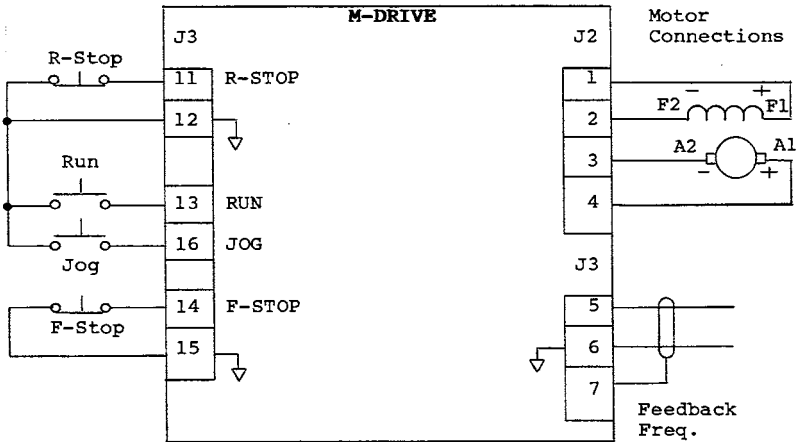 M-DRIVE
J3
J2
Motor
Connections
R-Stop
11 R-STOP
12
Run
13 RUN
16 JOG
Jog
14 F-STOP
F-Stop
15
1
- +
F2 F1
2
A2 A1
3
- +
4
J3
5
6
7
Feedback
Freq.